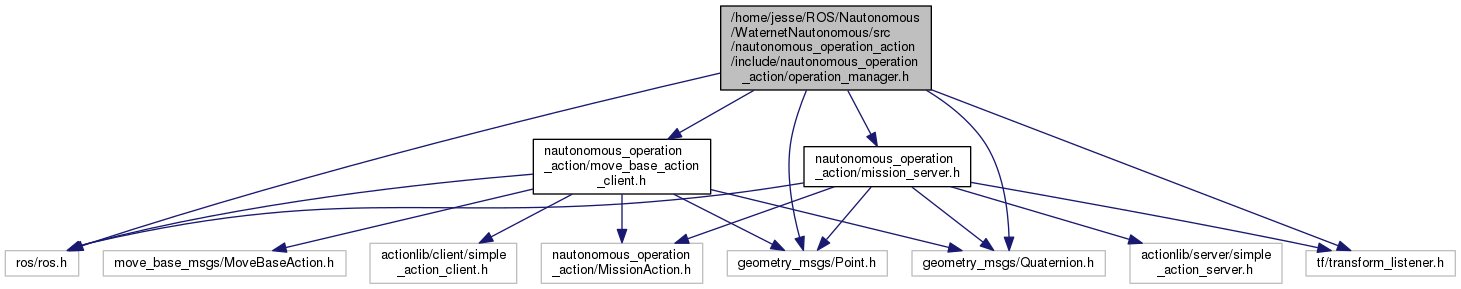 /home/jesse/ROS/Nautonomous
/WaternetNautonomous/src
/nautonomous_operation_action
/include/nautonomous_operation
_action/operation_manager.h
nautonomous_operation
_action/move_base_action
_client.h
nautonomous_operation
_action/mission_server.h
ros/ros.h
move_base_msgs/MoveBaseAction.h
actionlib/client/simple
_action_client.h
nautonomous_operation
_action/MissionAction.h
geometry_msgs/Point.h
geometry_msgs/Quaternion.h
actionlib/server/simple
_action_server.h
tf/transform_listener.h